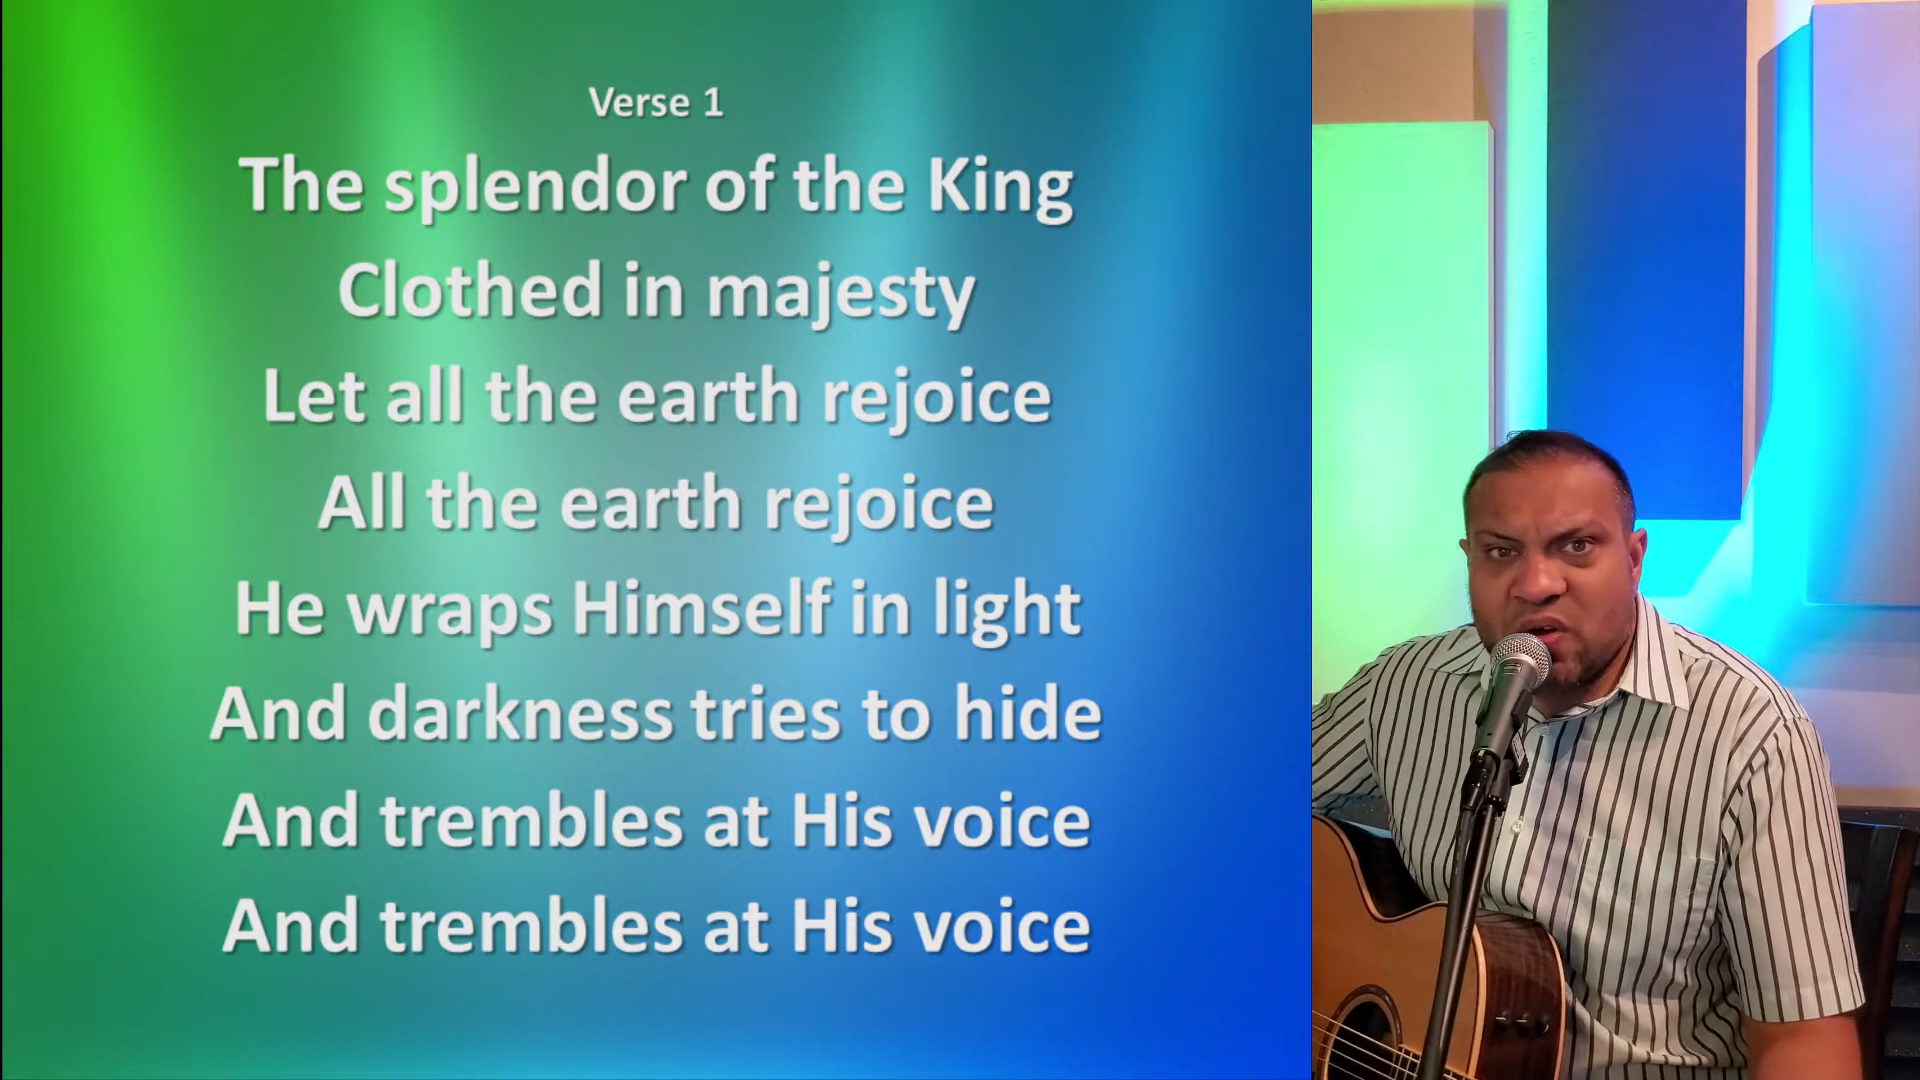 Verse 1
The splendor of the King
Clothed in majesty
Let all the earth rejoice
All the earth rejoice
He wraps Himself in light
And darkness tries to hide
And trembles at His voice
And trembles at His voice